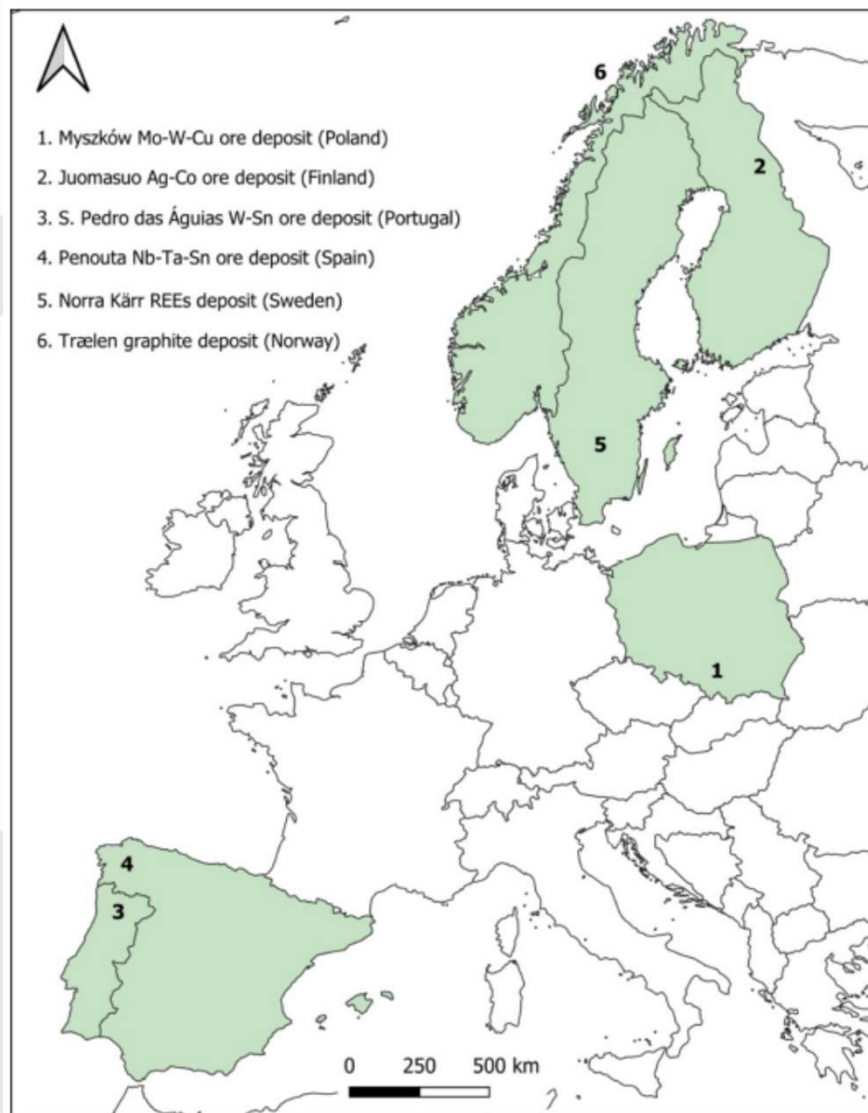 1. Myszków Mo-W-Cu ore deposit (Poland)
2. Juomasuo Ag-Co ore deposit (Finland)
3. S. Pedro das Águias W-Sn ore deposit (Portugal)
4. Penouta Nb-Ta-Sn ore deposit (Spain)
5. Norra Kärr REEs deposit (Sweden)
6. Trælen graphite deposit (Norway)
6
2
5
1
4
3
0 250 500 km